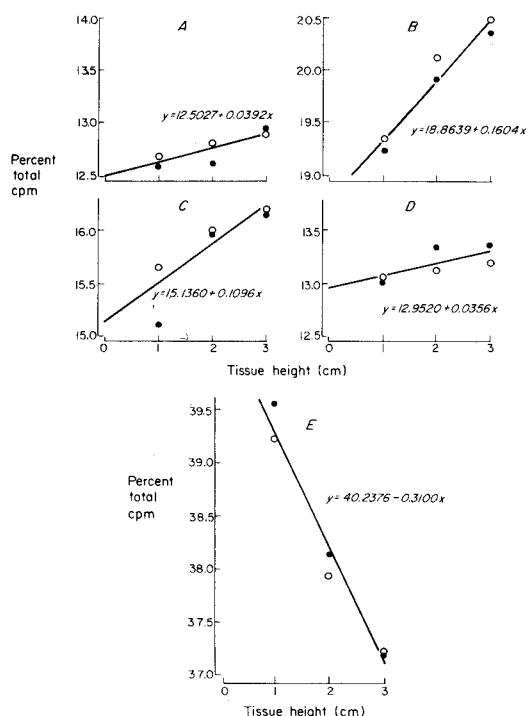 A
14.0
13.5
13.0
12.5
y=12.5027+0.0392x
Percent
total
cpm
B
20.5
20.0
19.5
19.0
y=18.8639+0.1604x
C
16.0
15.5
15.0
y=15.1360+0.1096x
0 1 2 3
D
13.5
13.0
12.5
y=12.9520+0.0356x
0 1 2 3
Tissue height (cm)
E
39.5
39.0
38.5
38.0
37.5
37.0
Percent
total
cpm
y=40.2376-0.3100x
0 1 2 3
Tissue height (cm)